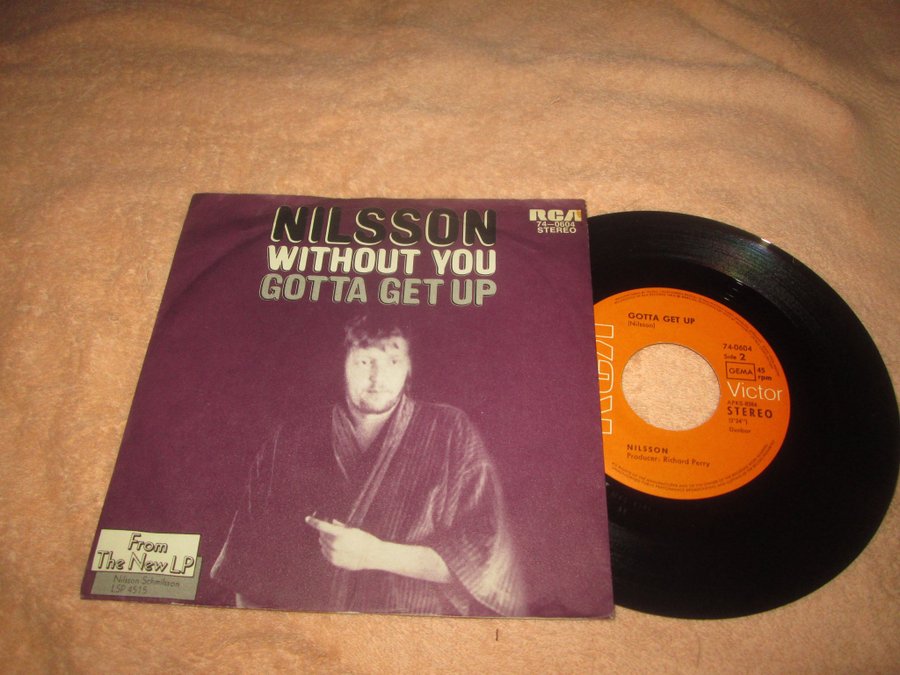 NILSSON
WITHOUT YOU
GOTTA GET UP
RCA
74-0604
STEREO
From
The New LP
Nilsson Schmilsson
LSP 4515
GOTTA GET UP
(Nilsson)
RCA
74-0604
Side 2
GEMA
45
rpm
Victor
STEREO
Dunbar
NILSSON
Producer: Richard Perry